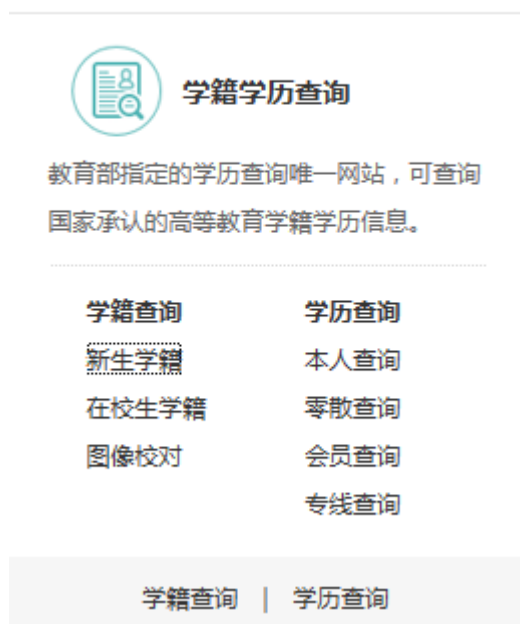 学籍学历查询
教育部指定的学历查询唯一网站，可查询
国家承认的高等教育学籍学历信息。
学籍查询 学历查询
新生学籍 本人查询
在校生学籍 零散查询
图像校对 会员查询
专线查询
学籍查询 | 学历查询